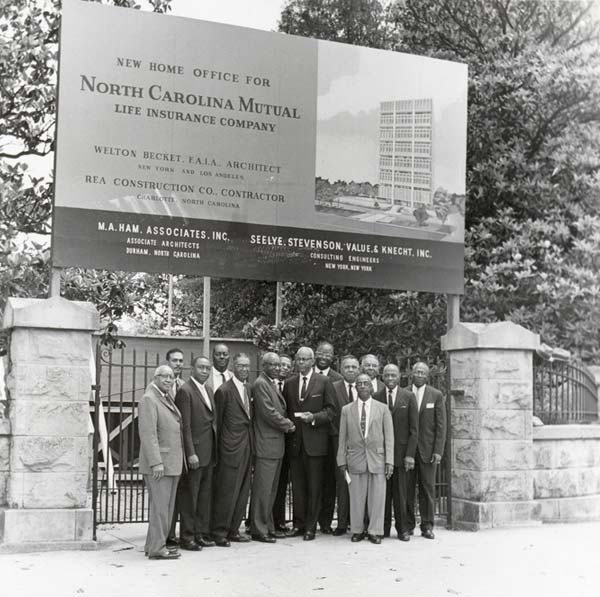 NEW HOME OFFICE FOR
NORTH CAROLINA MUTUAL
LIFE INSURANCE COMPANY
WELTON BECKET, F.A.I.A., ARCHITECT
NEW YORK AND LOS ANGELES
REA CONSTRUCTION CO., CONTRACTOR
CHARLOTTE, NORTH CAROLINA
M.A.HAM, ASSOCIATES, INC.
ASSOCIATE ARCHITECTS
DURHAM, NORTH CAROLINA
SEELYE, STEVENSON, VALUE, & KNECHT, INC.
CONSULTING ENGINEERS
NEW YORK, NEW YORK